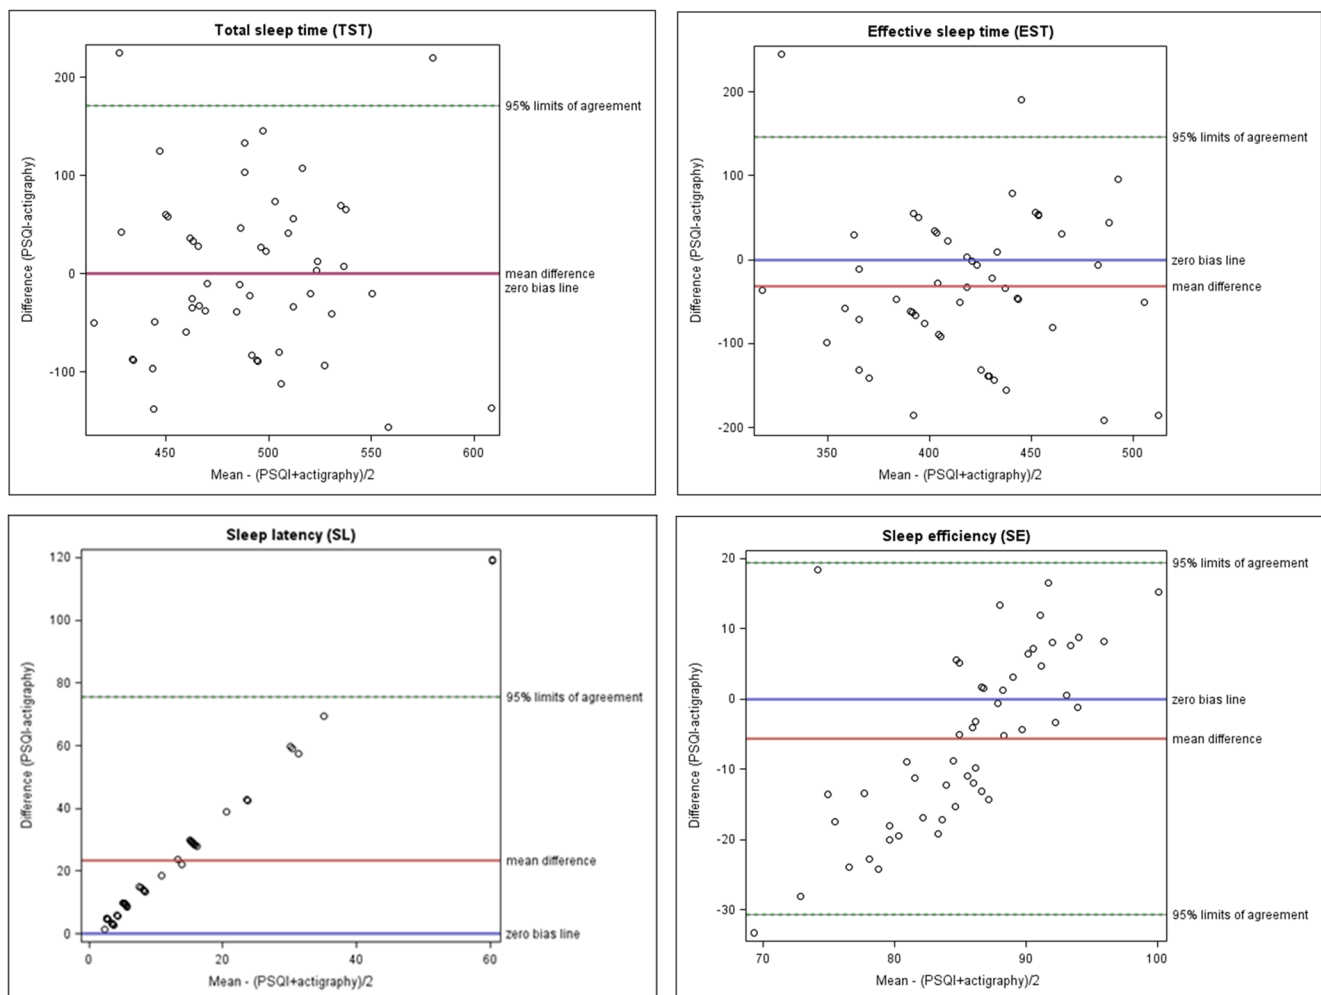 Total sleep time (TST)
Difference (PSQI-actigraphy)
200
100
0
-100
95% limits of agreement
mean difference
zero bias line
450 500 550 600
Mean - (PSQI+actigraphy)/2
Effective sleep time (EST)
Difference (PSQI-actigraphy)
200
100
0
-100
-200
95% limits of agreement
zero bias line
mean difference
350 400 450 500
Mean - (PSQI+actigraphy)/2
Sleep latency (SL)
Difference (PSQI-actigraphy)
120
100
80
60
40
20
0
95% limits of agreement
mean difference
zero bias line
0 20 40 60
Mean - (PSQI+actigraphy)/2
Sleep efficiency (SE)
Difference (PSQI-actigraphy)
20
10
0
-10
-20
-30
95% limits of agreement
zero bias line
mean difference
95% limits of agreement
70 80 90 100
Mean - (PSQI+actigraphy)/2